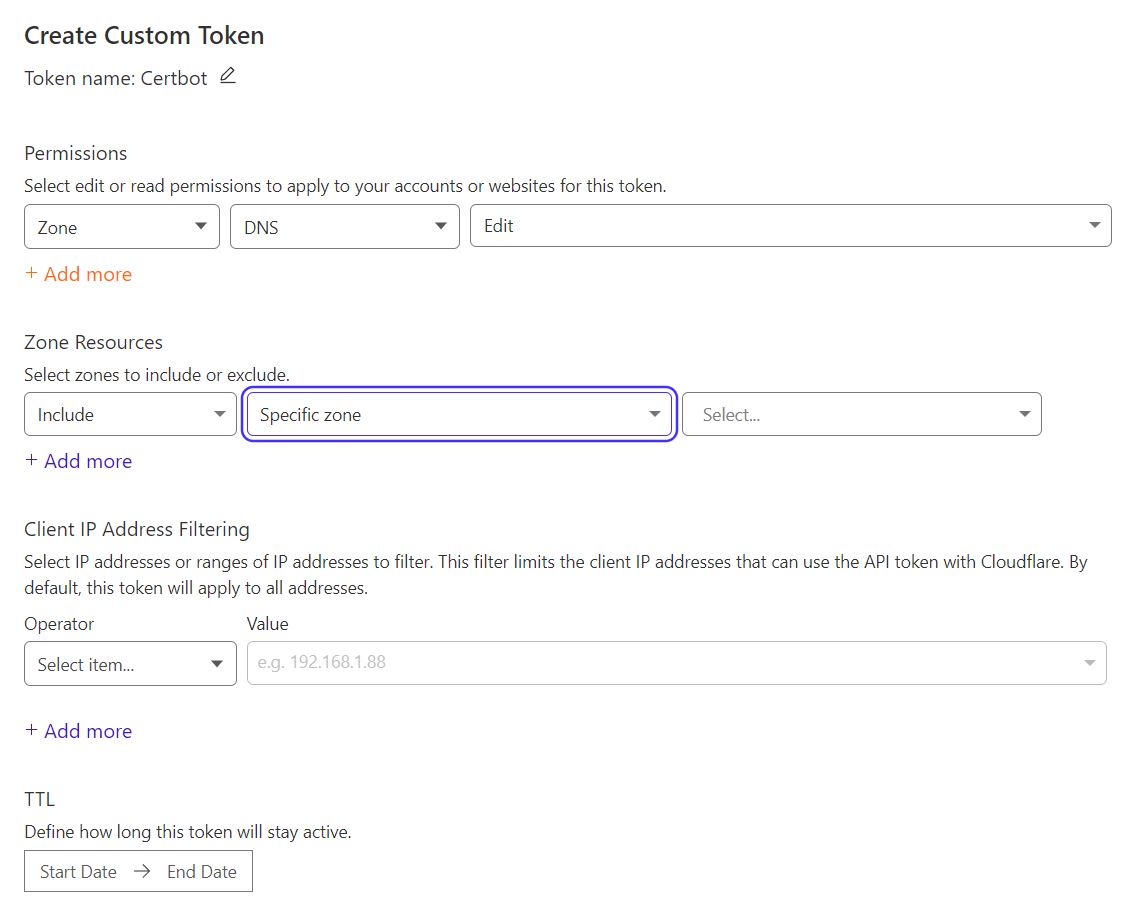 Create Custom Token
Token name: Certbot
Permissions
Select edit or read permissions to apply to your accounts or websites for this token.
Zone DNS Edit
+ Add more
Zone Resources
Select zones to include or exclude.
Include Specific zone Select...
+ Add more
Client IP Address Filtering
Select IP addresses or ranges of IP addresses to filter. This filter limits the client IP addresses that can use the API token with Cloudflare. By
default, this token will apply to all addresses.
Operator Value
Select item... e.g. 192.168.1.88
+ Add more
TTL
Define how long this token will stay active.
Start Date → End Date